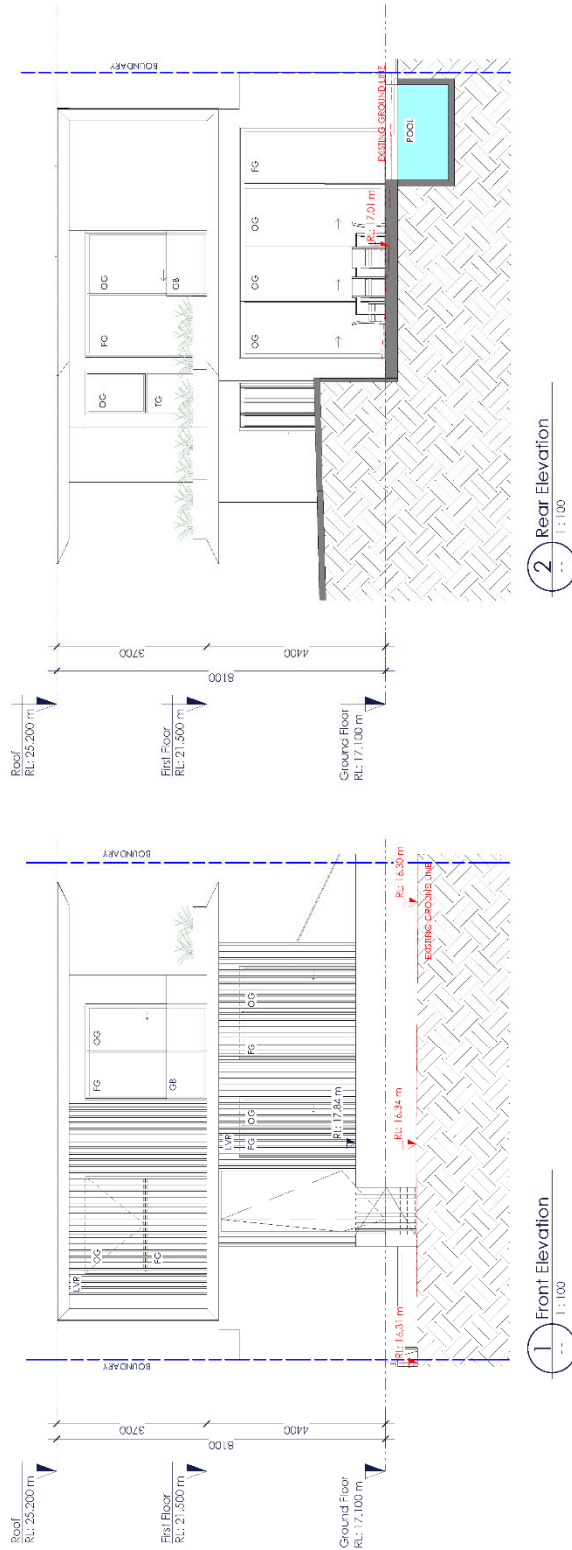 Roof
RL: 25.200 m
First Floor
RL: 21.500 m
Ground Floor
RL: 17.100 m
3700
4400
8100
BOUNDARY
BOUNDARY
LVR
OG
FG
FG
OG
GB
LVR
FG
OG
FG
OG
RL: 17.84 m
RL: 16.31 m
RL: 16.34 m
RL: 16.30 m
EXISTING GROUND LINE
1
--
Front Elevation
1 : 100
Roof
RL: 25.200 m
First Floor
RL: 21.500 m
Ground Floor
RL: 17.100 m
3700
4400
8100
BOUNDARY
OG
TG
FG
OG
GB
OG
OG
OG
FG
RL: 17.01 m
EXISTING GROUND LINE
POOL
2
--
Rear Elevation
1 : 100